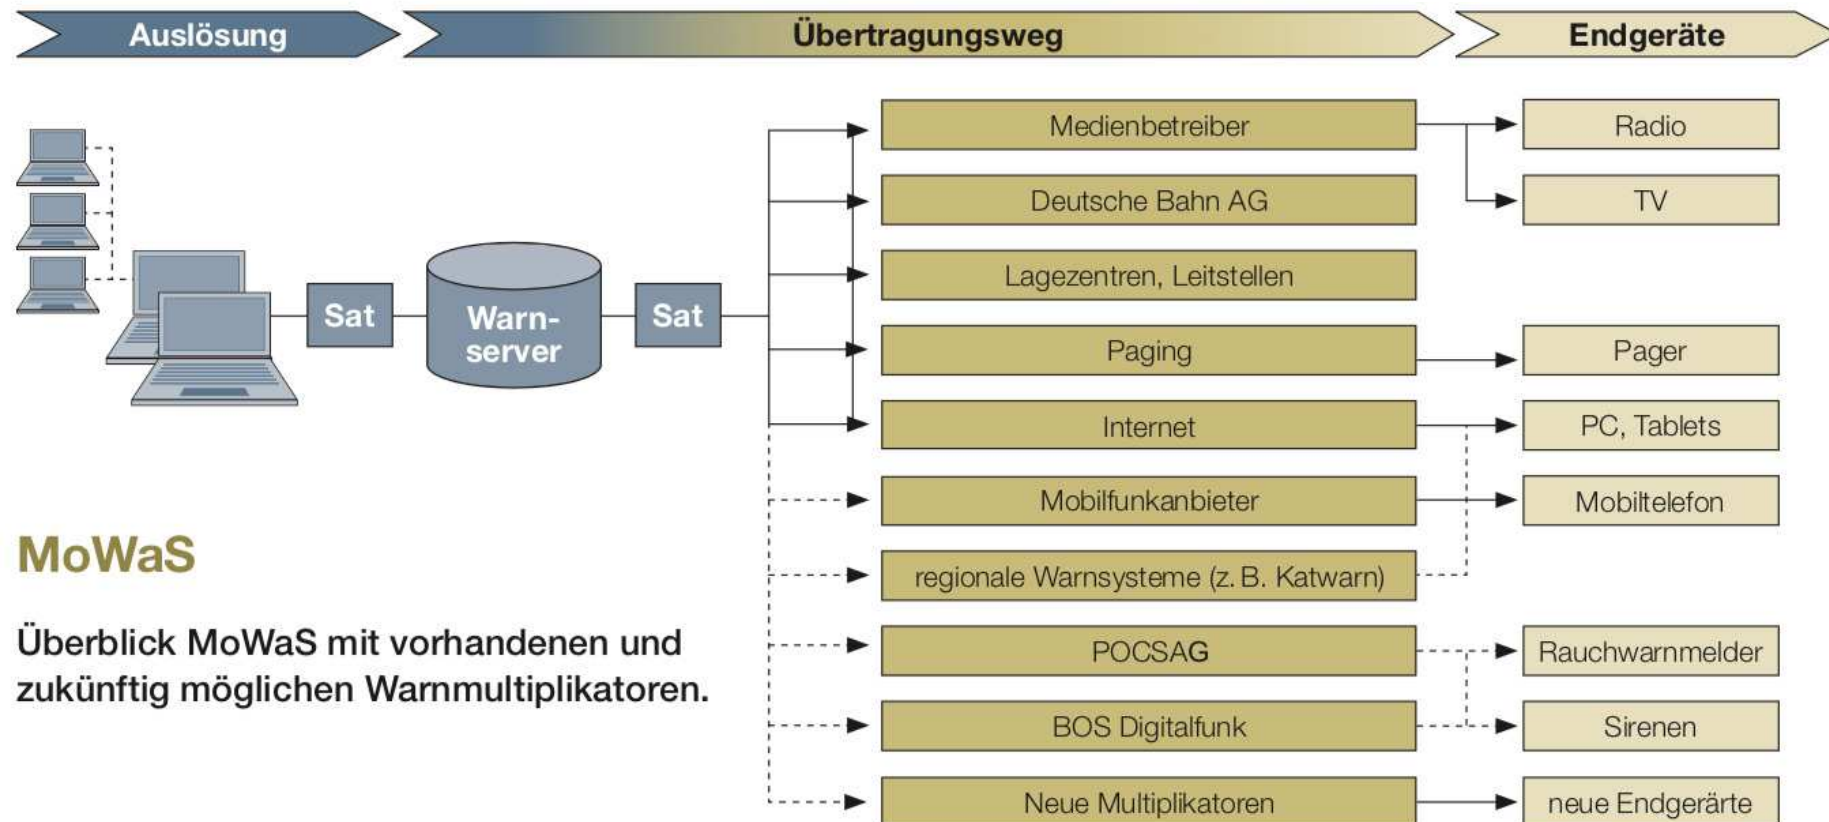 Auslösung
Übertragungsweg
Endgeräte
Medienbetreiber
Radio
Deutsche Bahn AG
TV
Lagezentren, Leitstellen
Sat
Warn-
server
Sat
Paging
Pager
Internet
PC, Tablets
Mobilfunkanbieter
Mobiltelefon
MoWaS
regionale Warnsysteme (z. B. Katwarn)
Überblick MoWaS mit vorhandenen und
zukünftig möglichen Warnmultiplikatoren.
POCSAG
Rauchwarnmelder
BOS Digitalfunk
Sirenen
Neue Multiplikatoren
neue Endgerärte